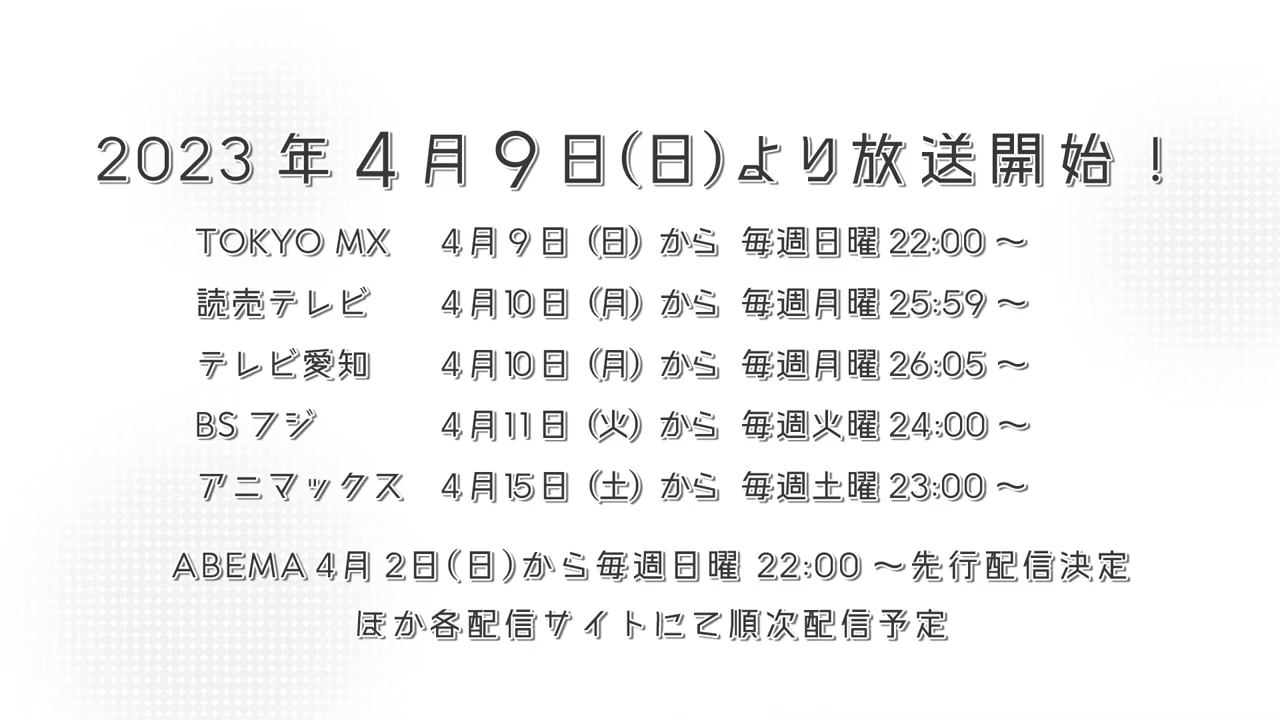 2023年4月9日(日)より放送開始！
TOKYO MX 4月9日（日）から 毎週日曜 22:00～
読売テレビ 4月10日（月）から 毎週月曜 25:59～
テレビ愛知 4月10日（月）から 毎週月曜 26:05～
BSフジ 4月11日（火）から 毎週火曜 24:00～
アニマックス 4月15日（土）から 毎週土曜 23:00～
ABEMA 4月2日(日)から毎週日曜 22:00～先行配信決定
ほか各配信サイトにて順次配信予定